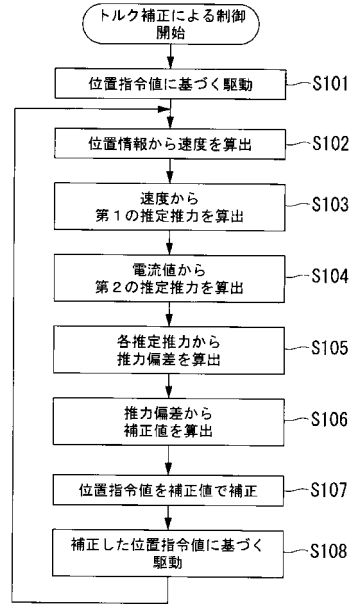 トルク補正による制御
開始
位置指令値に基づく駆動
S101
位置情報から速度を算出
S102
速度から
第1の推定推力を算出
S103
電流値から
第2の推定推力を算出
S104
各推定推力から
推力偏差を算出
S105
推力偏差から
補正値を算出
S106
位置指令値を補正値で補正
S107
補正した位置指令値に基づく
駆動
S108